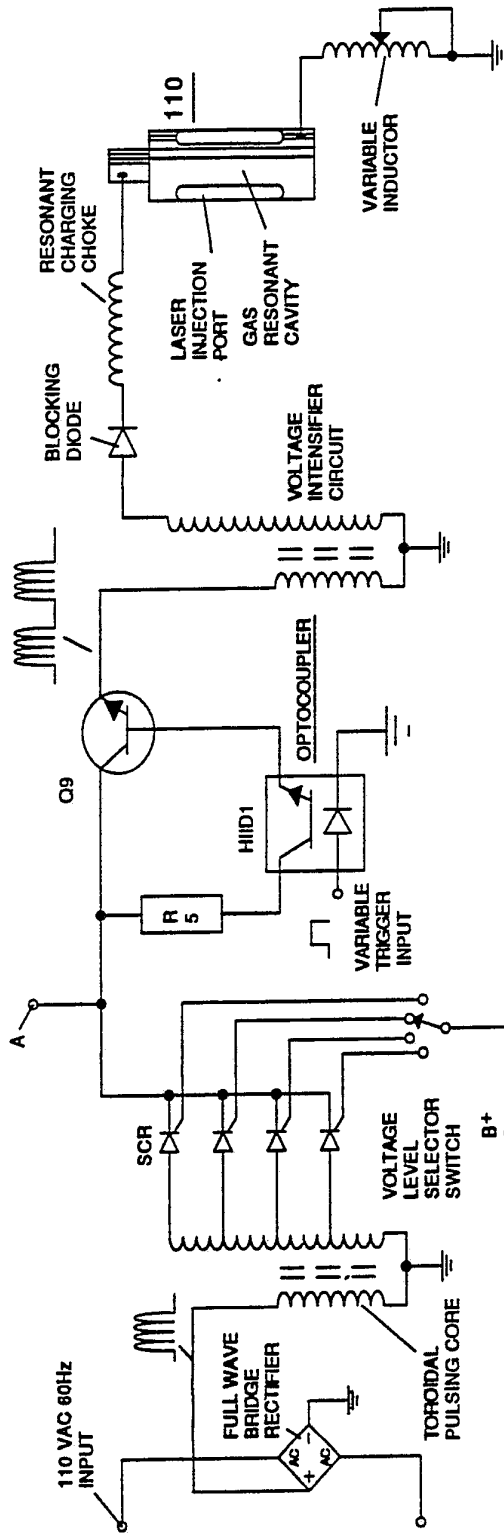 110 VAC 60Hz
INPUT
FULL WAVE
BRIDGE
RECTIFIER
AC
AC
+
-
TOROIDAL
PULSING CORE
SCR
VOLTAGE
LEVEL
SELECTOR
SWITCH
B+
A
R
5
VARIABLE
TRIGGER
INPUT
HIID1
OPTOCOUPLER
Q9
VOLTAGE
INTENSIFIER
CIRCUIT
BLOCKING
DIODE
RESONANT
CHARGING
CHOKE
LASER
INJECTION
PORT
GAS
RESONANT
CAVITY
110
VARIABLE
INDUCTOR